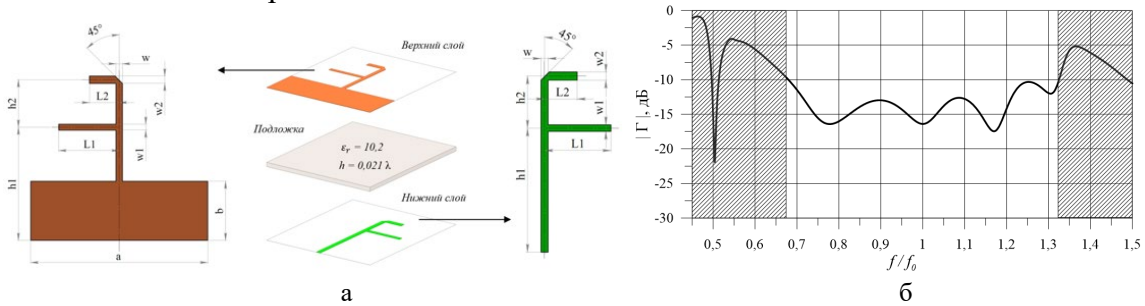 45°
w
h2
L2
w2
L1
w1
h1
b
a
Верхний слой
Подложка
εr = 10,2
h = 0,021 λ
Нижний слой
w
45°
w2
h2
L2
w1
L1
h1
а
| Γ |, дБ
0
-5
-10
-15
-20
-25
-30
0,5 0,6 0,7 0,8 0,9 1 1,1 1,2 1,3 1,4 1,5
f/f0
б